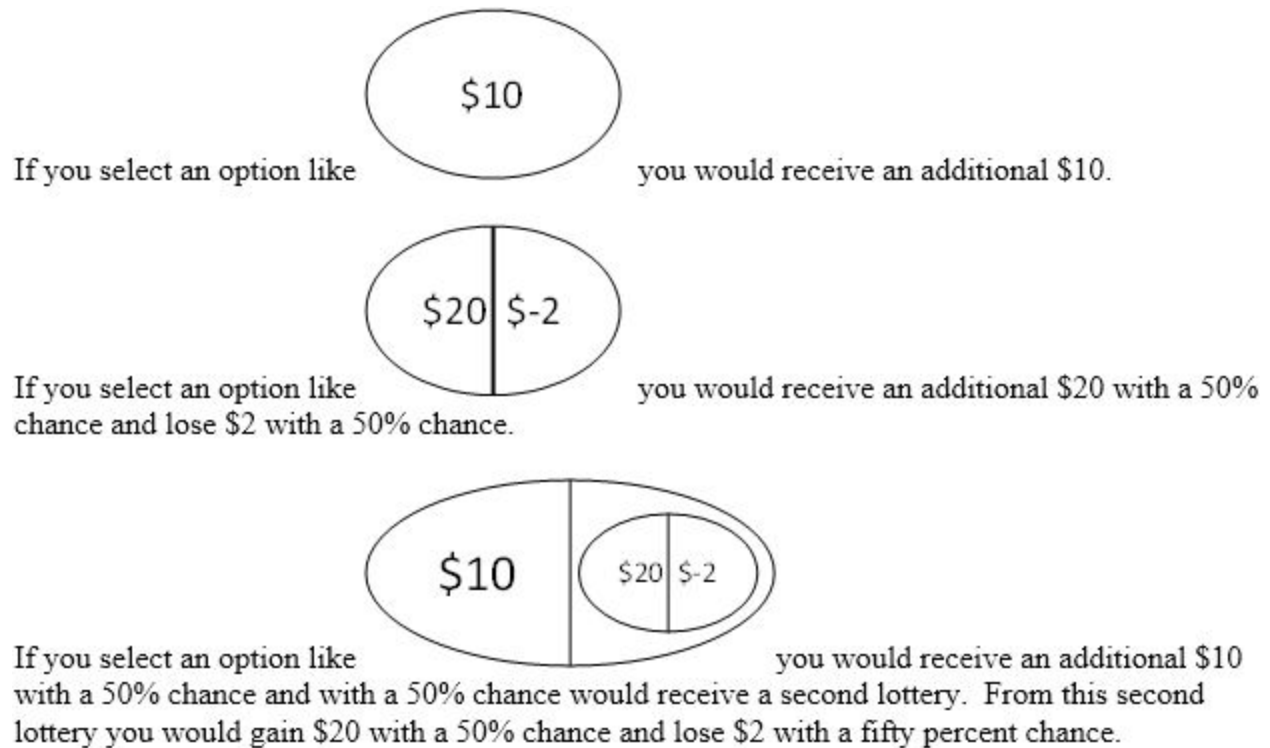 $10
If you select an option like you would receive an additional $10.
$20 $-2
If you select an option like you would receive an additional $20 with a 50%
chance and lose $2 with a 50% chance.
$10 $20 $-2
If you select an option like you would receive an additional $10
with a 50% chance and with a 50% chance would receive a second lottery. From this second
lottery you would gain $20 with a 50% chance and lose $2 with a fifty percent chance.